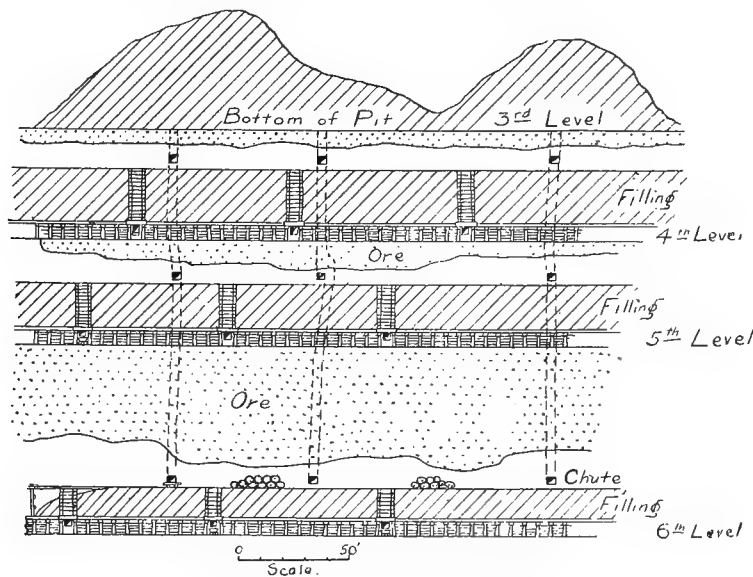 Bottom of Pit 3rd Level
Filling
4th Level
Ore
Filling
5th Level
Ore
Chute
Filling
6th Level
0 50'
Scale.